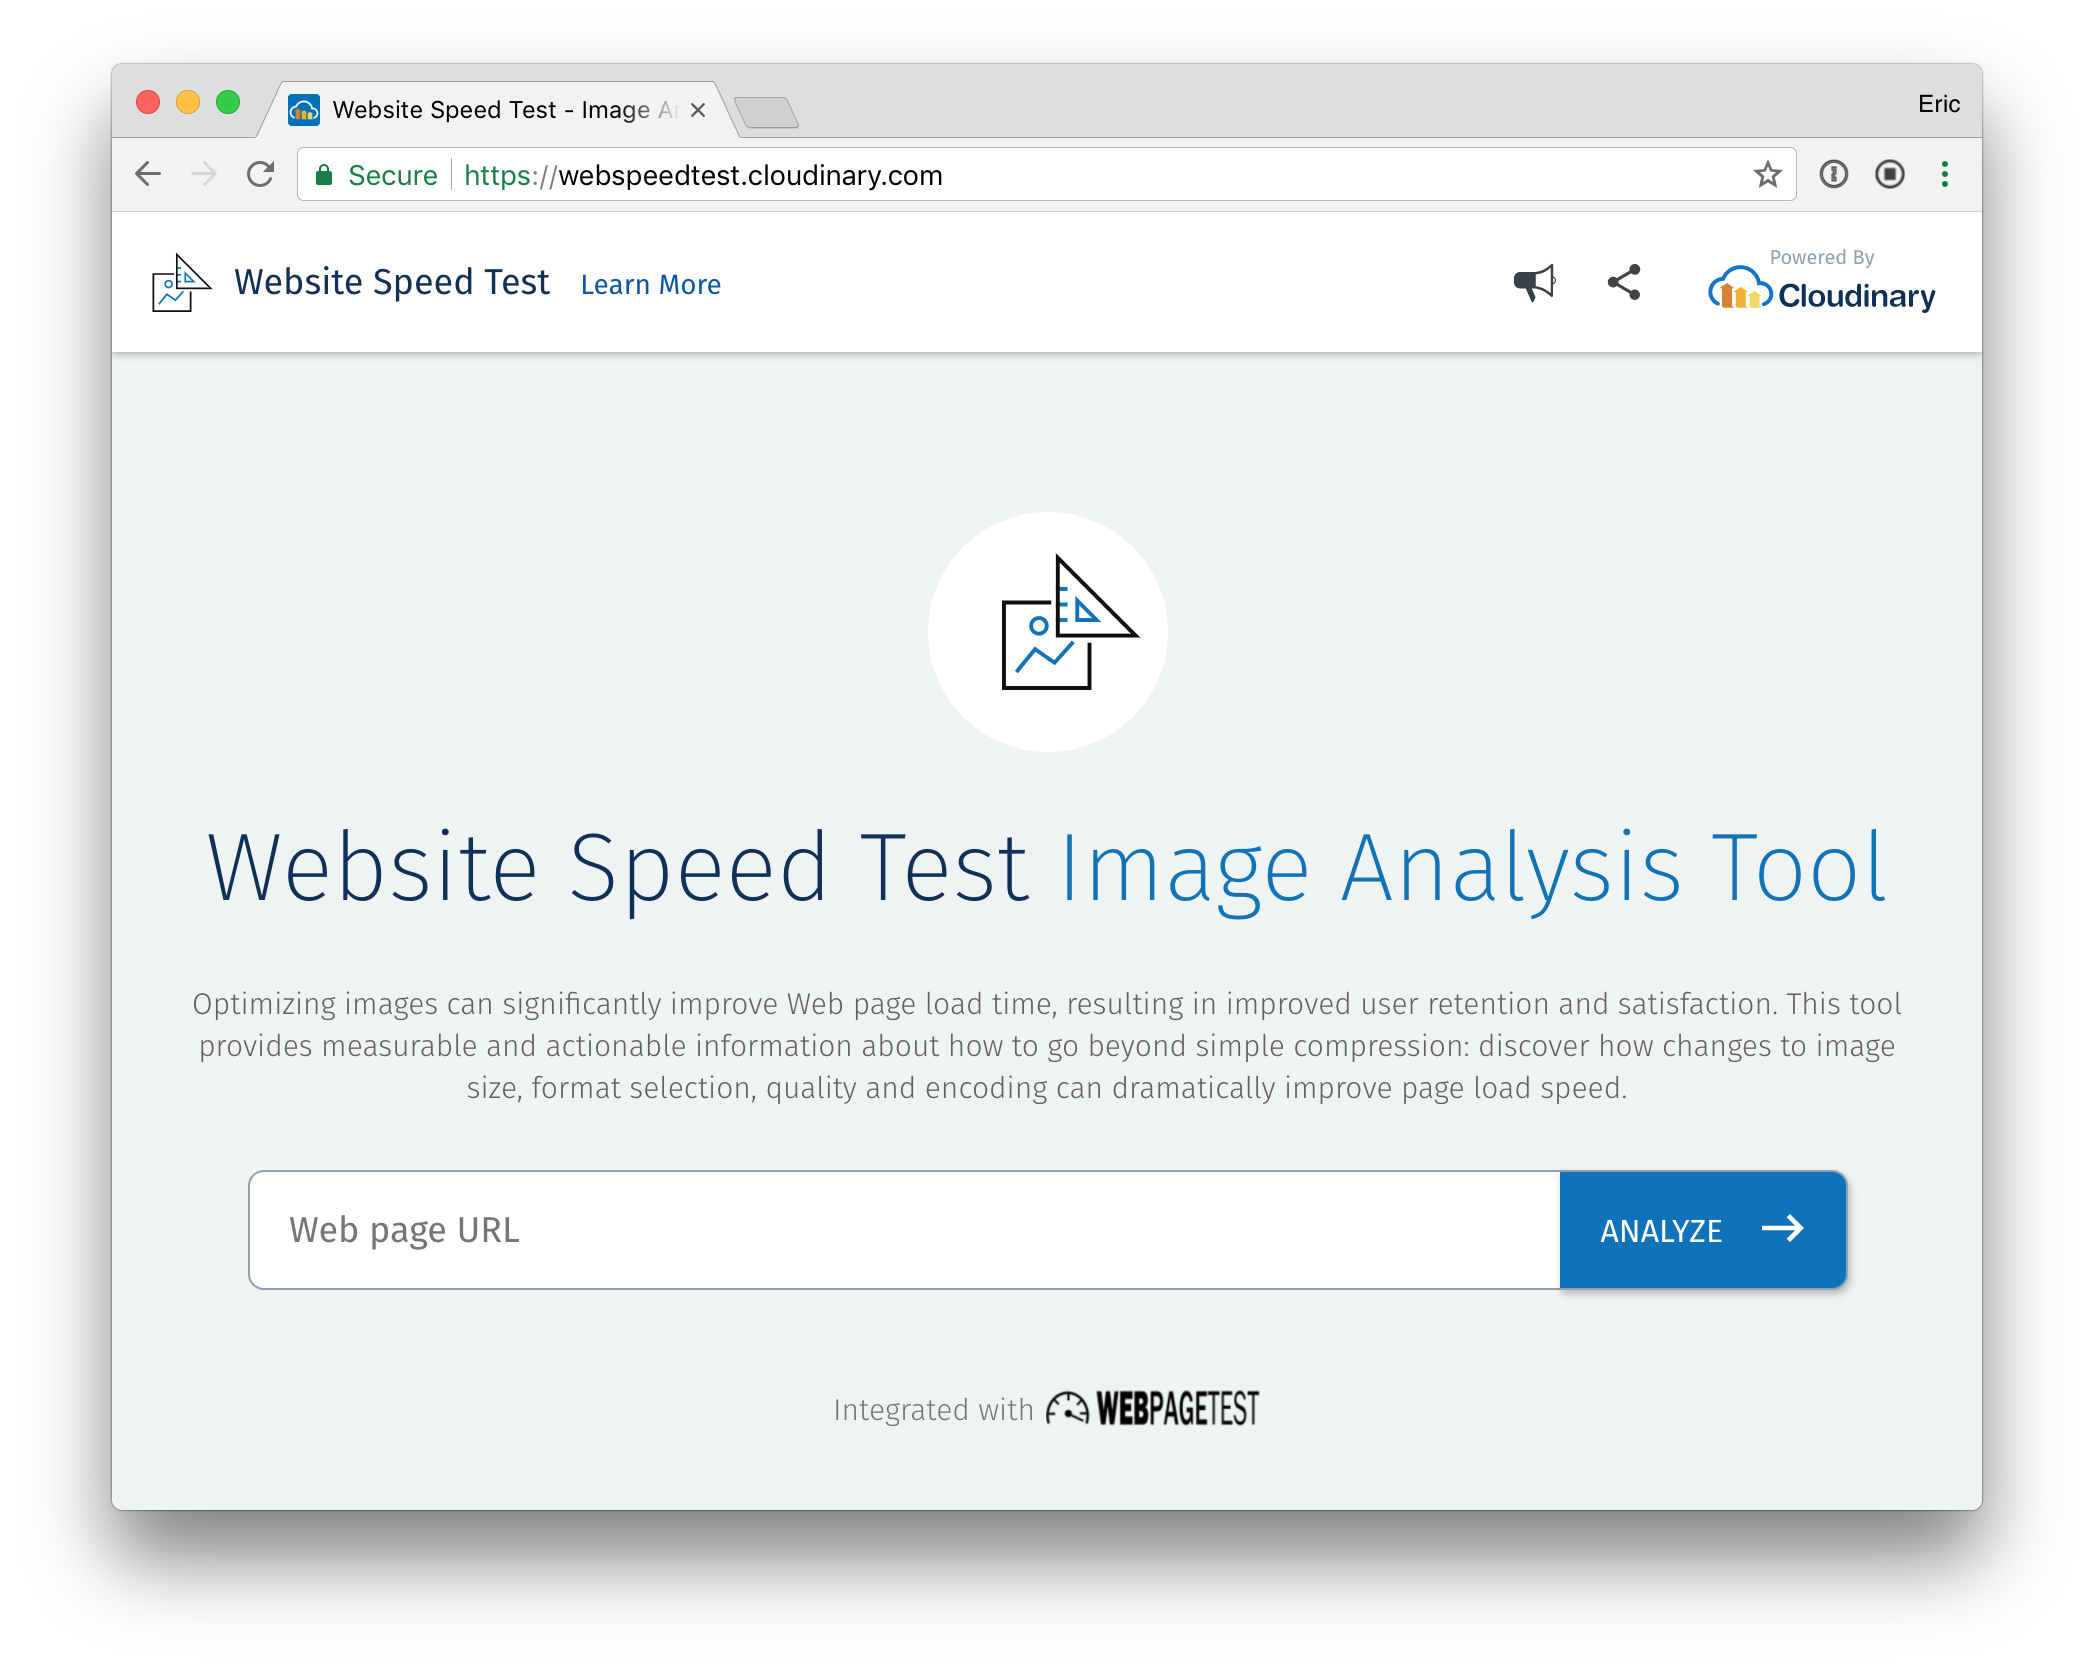 Website Speed Test - Image A
Eric
Secure
https://webspeedtest.cloudinary.com
Website Speed Test
Learn More
Powered By
Cloudinary
Website Speed Test Image Analysis Tool
Optimizing images can significantly improve Web page load time, resulting in improved user retention and satisfaction. This tool
provides measurable and actionable information about how to go beyond simple compression: discover how changes to image
size, format selection, quality and encoding can dramatically improve page load speed.
Web page URL
ANALYZE
Integrated with WEBPAGETEST